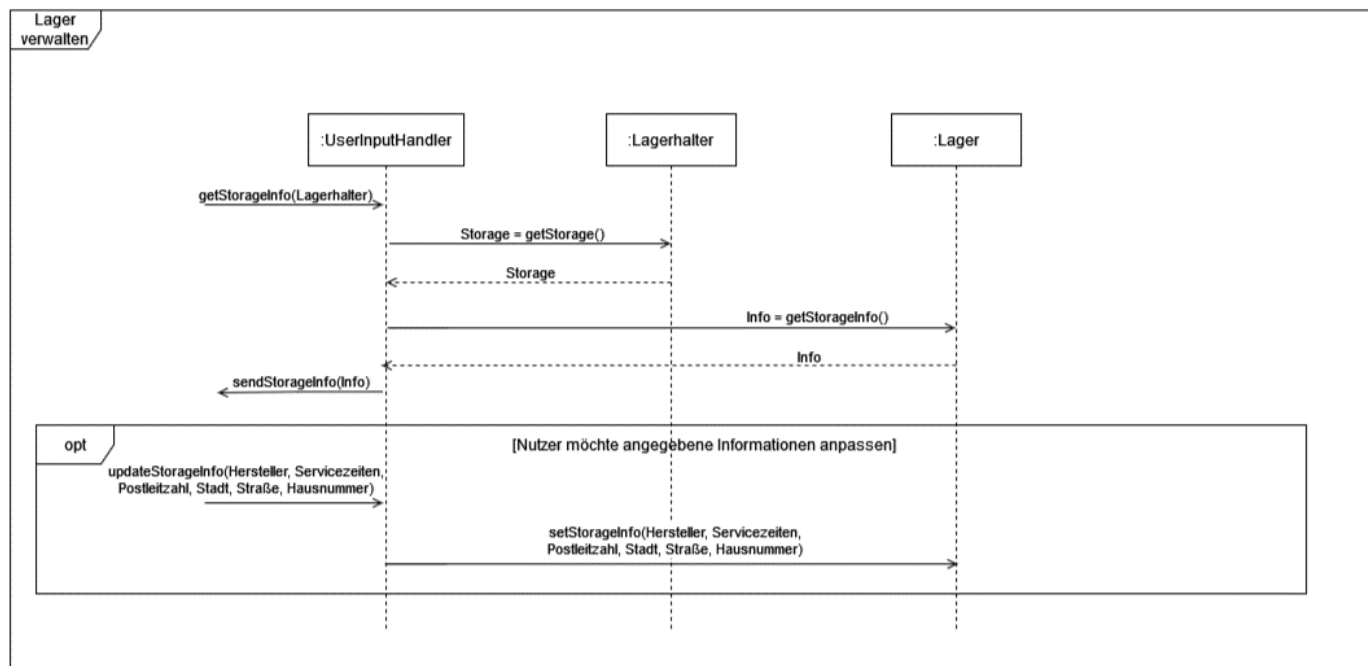 Lager
verwalten
:UserInputHandler
:Lagerhalter
:Lager
getStorageInfo(Lagerhalter)
Storage = getStorage()
Storage
Info = getStorageInfo()
Info
sendStorageInfo(Info)
opt
[Nutzer möchte angegebene Informationen anpassen]
updateStorageInfo(Hersteller, Servicezeiten,
Postleitzahl, Stadt, Straße, Hausnummer)
setStorageInfo(Hersteller, Servicezeiten,
Postleitzahl, Stadt, Straße, Hausnummer)